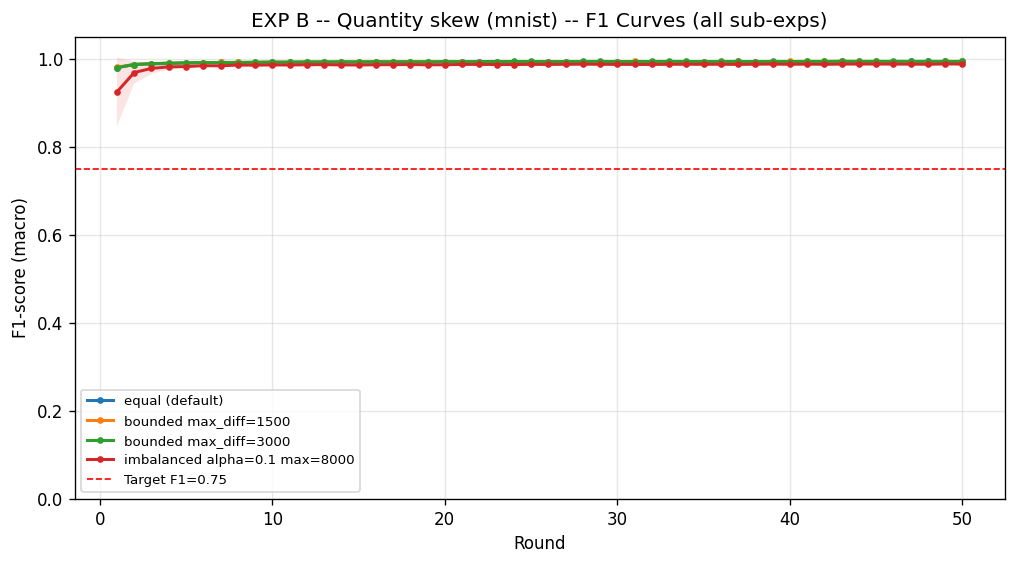 EXP B -- Quantity skew (mnist) -- F1 Curves (all sub-exps)
F1-score (macro)
1.0
0.8
0.6
0.4
0.2
0.0
equal (default)
bounded max_diff=1500
bounded max_diff=3000
imbalanced alpha=0.1 max=8000
Target F1=0.75
0 10 20 30 40 50
Round